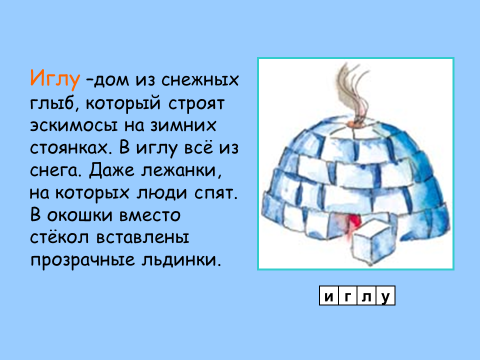 Иглу –дом из снежных
глыб, который строят
эскимосы на зимних
стоянках. В иглу всё из
снега. Даже лежанки,
на которых люди спят.
В окошки вместо
стёкол вставлены
прозрачные льдинки.
иглу